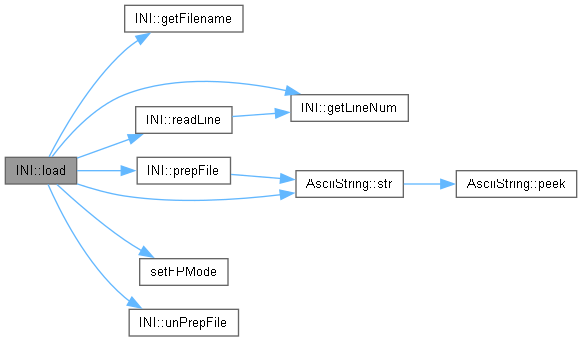 INI::getFilename
INI::getLineNum
INI::readLine
INI::load
INI::prepFile
AsciiString::str
AsciiString::peek
setFPMode
INI::unPrepFile